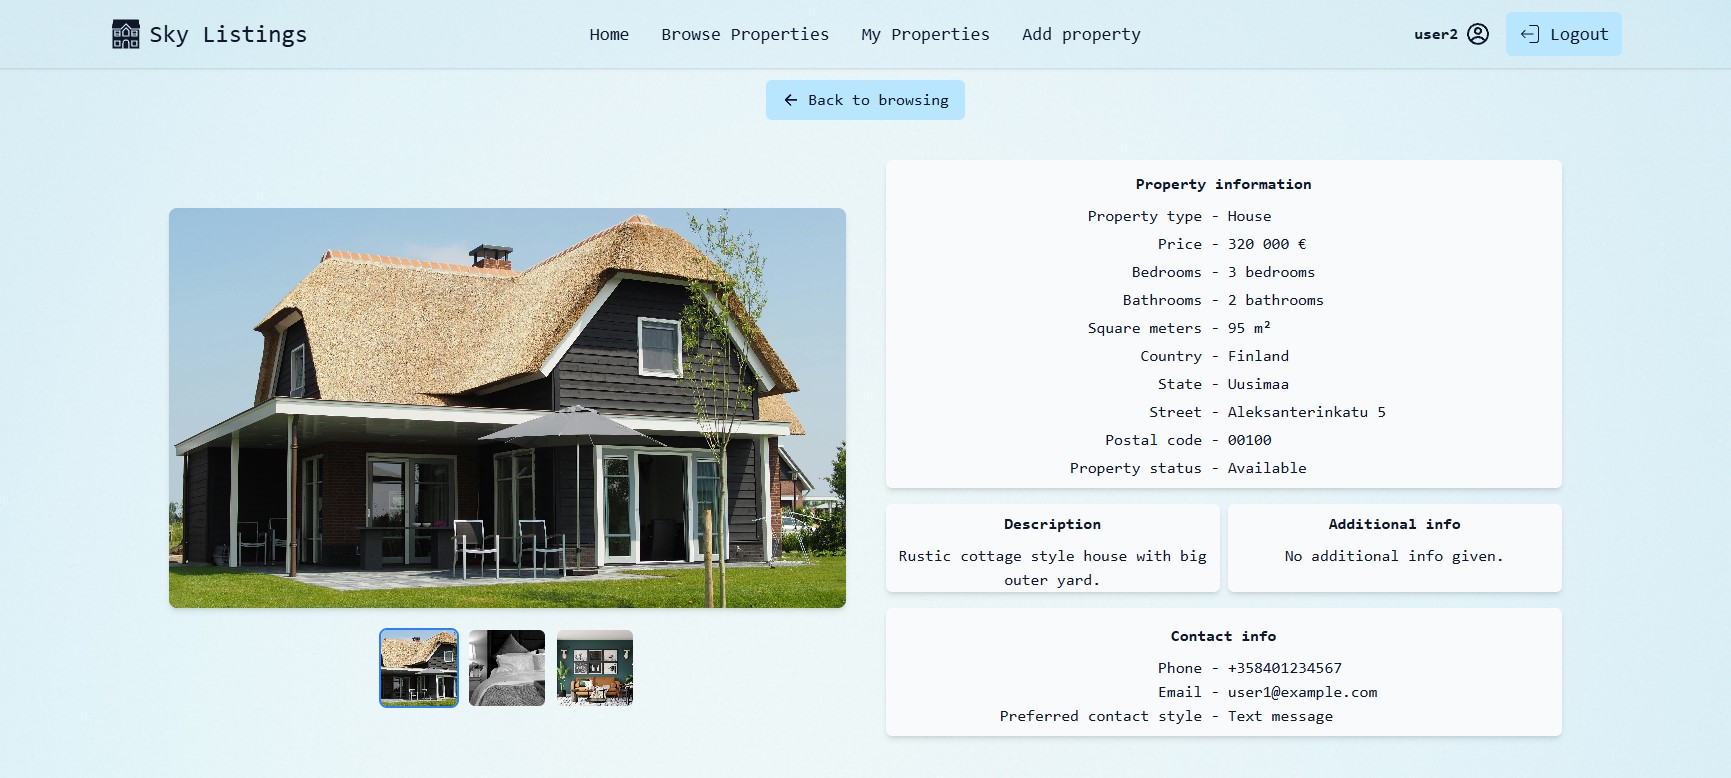 Sky Listings
Home
Browse Properties
My Properties
Add property
user2
Logout
Back to browsing
Property information
Property type - House
Price - 320 000 €
Bedrooms - 3 bedrooms
Bathrooms - 2 bathrooms
Square meters - 95 m²
Country - Finland
State - Uusimaa
Street - Aleksanterinkatu 5
Postal code - 00100
Property status - Available
Description
Rustic cottage style house with big
outer yard.
Additional info
No additional info given.
Contact info
Phone - +358401234567
Email - user1@example.com
Preferred contact style - Text message